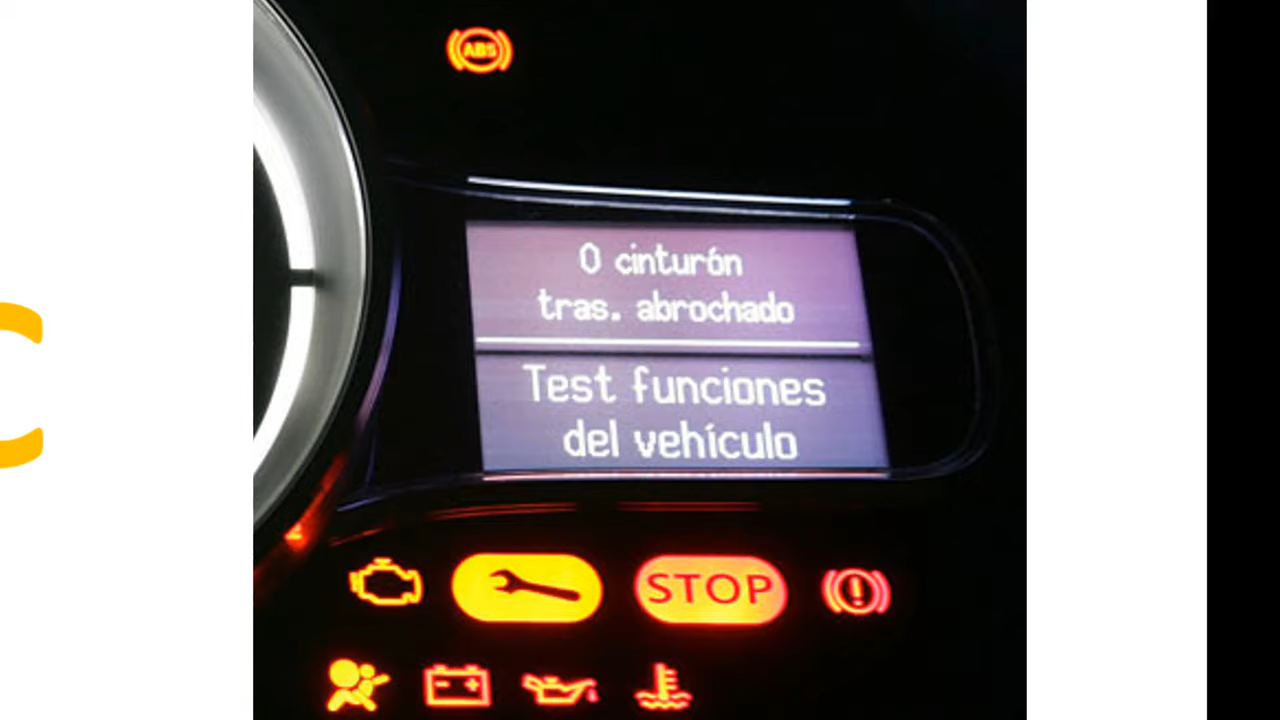 ABS
0 cinturón
tras. abrochado
Test funciones
del vehículo
STOP